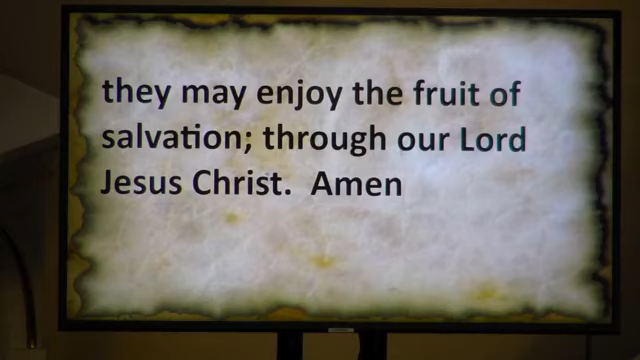 they may enjoy the fruit of
salvation; through our Lord
Jesus Christ.  Amen